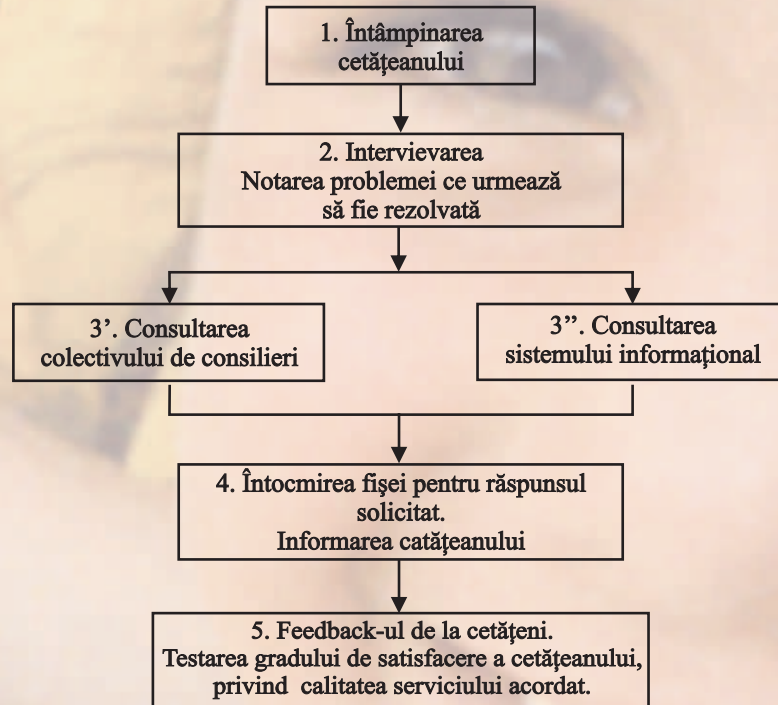 1. Întâmpinarea
cetățeanului
2. Intervievarea
Notarea problemei ce urmează
să fie rezolvată
3’. Consultarea
colectivului de consilieri
3”. Consultarea
sistemului informațional
4. Întocmirea fişei pentru răspunsul
solicitat.
Informarea catățeanului
5. Feedback-ul de la cetățeni.
Testarea gradului de satisfacere a cetățeanului,
privind calitatea serviciului acordat.